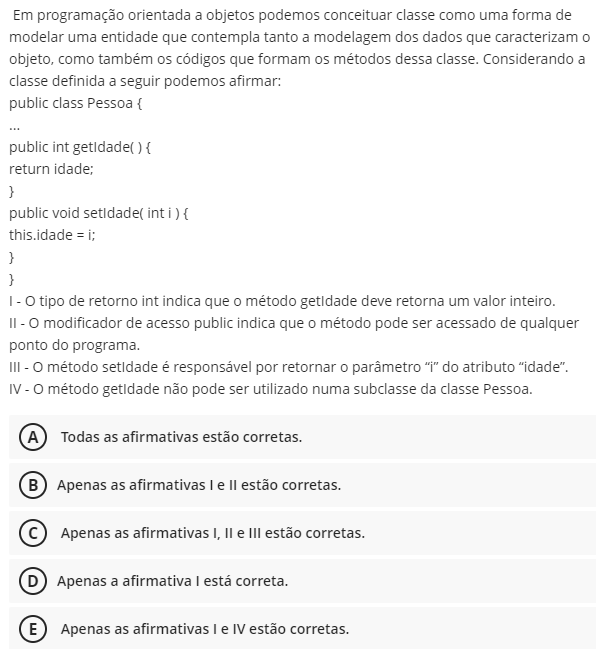 Em programação orientada a objetos podemos conceituar classe como uma forma de
modelar uma entidade que contempla tanto a modelagem dos dados que caracterizam o
objeto, como também os códigos que formam os métodos dessa classe. Considerando a
classe definida a seguir podemos afirmar:
public class Pessoa {
...
public int getIdade( ) {
return idade;
}
public void setIdade( int i ) {
this.idade = i;
}
}
I - O tipo de retorno int indica que o método getIdade deve retorna um valor inteiro.
II - O modificador de acesso public indica que o método pode ser acessado de qualquer
ponto do programa.
III - O método setIdade é responsável por retornar o parâmetro “i” do atributo “idade”.
IV - O método getIdade não pode ser utilizado numa subclasse da classe Pessoa.
A Todas as afirmativas estão corretas.
B Apenas as afirmativas I e II estão corretas.
C Apenas as afirmativas I, II e III estão corretas.
D Apenas a afirmativa I está correta.
E Apenas as afirmativas I e IV estão corretas.